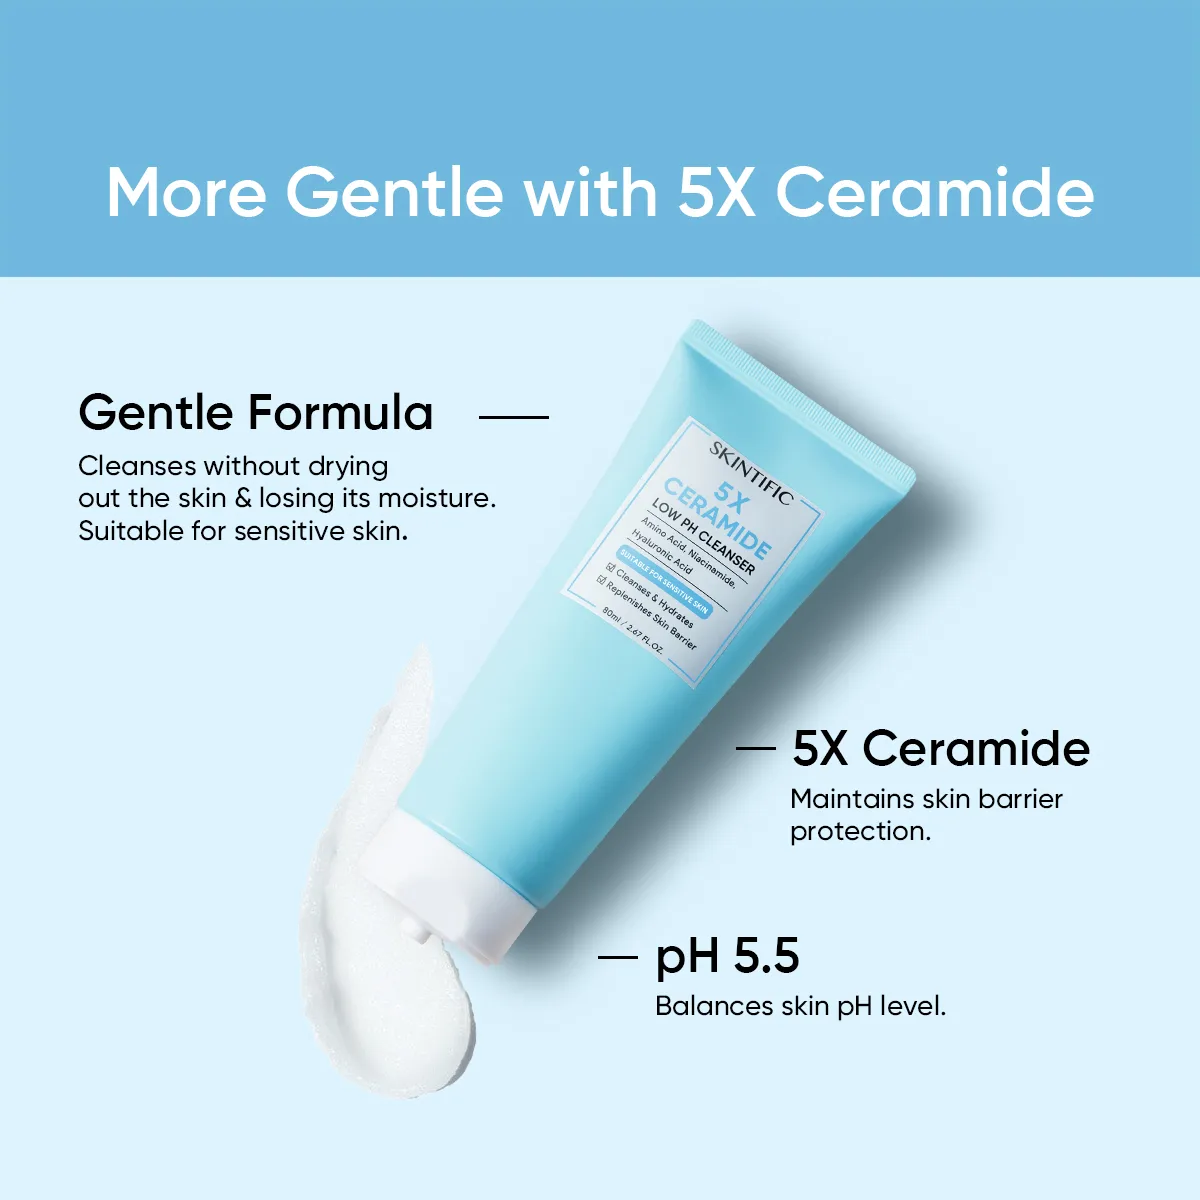 More Gentle with 5X Ceramide
Gentle Formula
Cleanses without drying
out the skin & losing its moisture.
Suitable for sensitive skin.
SKINTIFIC
5X
CERAMIDE
LOW PH CLEANSER
Amino Acid, Niacinamide,
Hyaluronic Acid
SUITABLE FOR SENSITIVE SKIN
Cleanses & Hydrates
Replenishes Skin Barrier
80ml / 2.67 FL.OZ.
5X Ceramide
Maintains skin barrier
protection.
pH 5.5
Balances skin pH level.